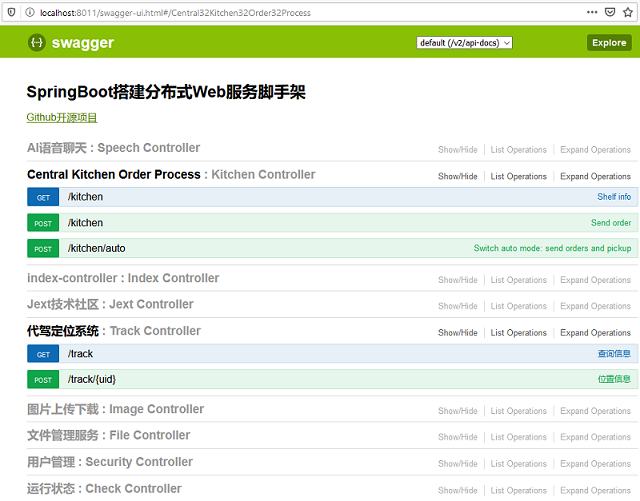 localhost:8011/swagger-ui.html#/Central32Kitchen32Order32Process
swagger default (/v2/api-docs) Explore
SpringBoot搭建分布式Web服务脚手架
Github开源项目
AI语音聊天 : Speech Controller Show/Hide List Operations Expand Operations
Central Kitchen Order Process : Kitchen Controller Show/Hide List Operations Expand Operations
GET /kitchen Shelf info
POST /kitchen Send order
POST /kitchen/auto Switch auto mode: send orders and pickup
index-controller : Index Controller Show/Hide List Operations Expand Operations
Jext技术社区 : Jext Controller Show/Hide List Operations Expand Operations
代驾定位系统 : Track Controller Show/Hide List Operations Expand Operations
GET /track 查询信息
POST /track/{uid} 位置信息
图片上传下载 : Image Controller Show/Hide List Operations Expand Operations
文件管理服务 : File Controller Show/Hide List Operations Expand Operations
用户管理 : Security Controller Show/Hide List Operations Expand Operations
运行状态 : Check Controller Show/Hide List Operations Expand Operations